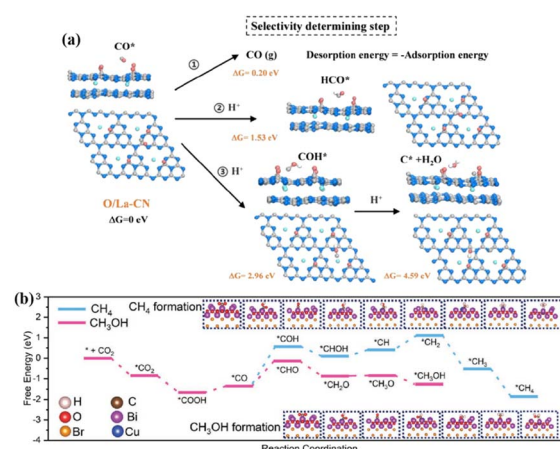 Selectivity determining step
(a)
CO*
①
CO (g)
ΔG= 0.20 eV
Desorption energy = -Adsorption energy
HCO*
② H⁺
ΔG= 1.53 eV
③ H⁺
COH*
C* +H₂O
H⁺
O/La-CN
ΔG=0 eV
ΔG= 2.96 eV
ΔG= 4.59 eV
(b)
3
2
1
0
-1
-2
-3
-4
Free Energy (eV)
CH₄
CH₃OH
CH₄ formation
* + CO₂
*CO₂
*COOH
*CO
*COH
*CHO
*CHOH
*CH₂O
*CH
*CH₃O
*CH₂
*CH₃OH
*CH₃
*CH₄
H
C
O
Bi
Br
Cu
CH₃OH formation
Reaction Coordination